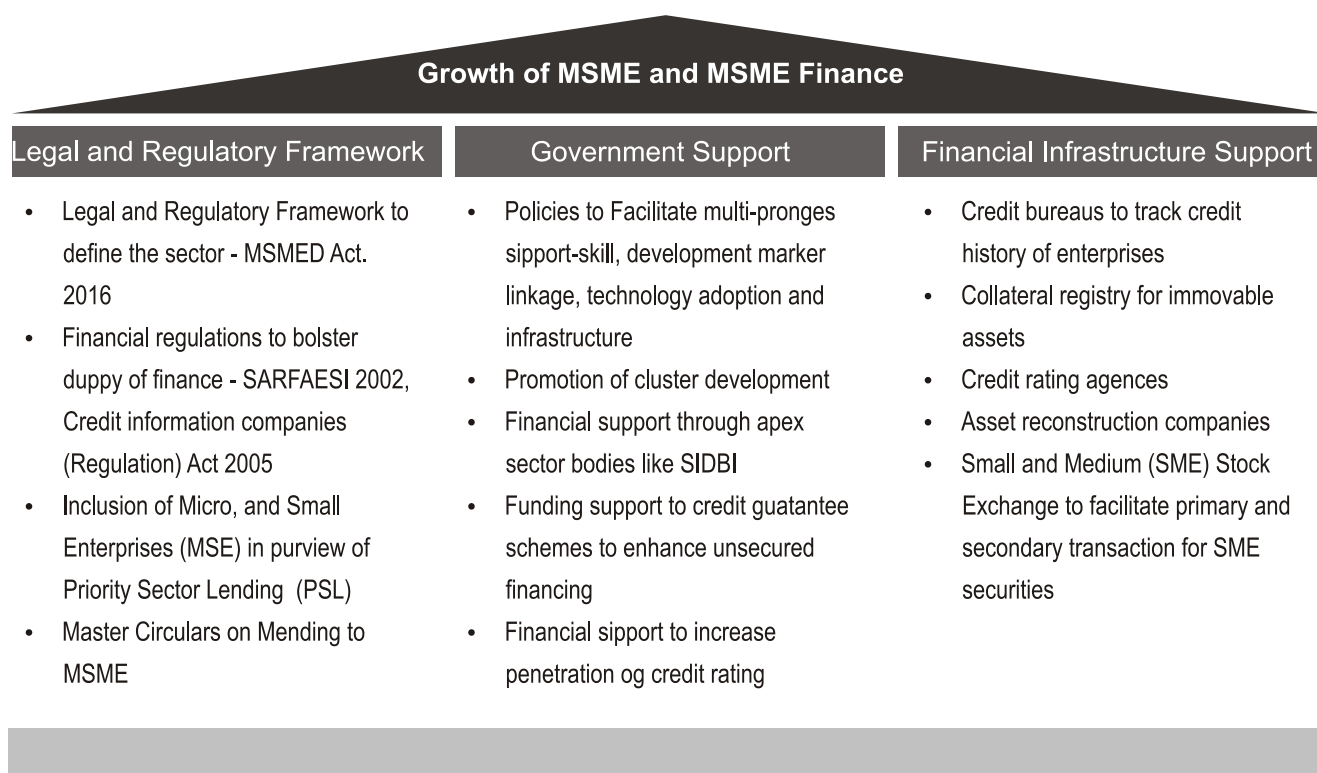 Growth of MSME and MSME Finance
Legal and Regulatory Framework
• Legal and Regulatory Framework to
define the sector - MSMED Act.
2016
• Financial regulations to bolster
duppy of finance - SARFAESI 2002,
Credit information companies
(Regulation) Act 2005
• Inclusion of Micro, and Small
Enterprises (MSE) in purview of
Priority Sector Lending (PSL)
• Master Circulars on Mending to
MSME
Government Support
• Policies to Facilitate multi-pronges
sipport-skill, development marker
linkage, technology adoption and
infrastructure
• Promotion of cluster development
• Financial support through apex
sector bodies like SIDBI
• Funding support to credit guatantee
schemes to enhance unsecured
financing
• Financial sipport to increase
penetration og credit rating
Financial Infrastructure Support
• Credit bureaus to track credit
history of enterprises
• Collateral registry for immovable
assets
• Credit rating agences
• Asset reconstruction companies
• Small and Medium (SME) Stock
Exchange to facilitate primary and
secondary transaction for SME
securities